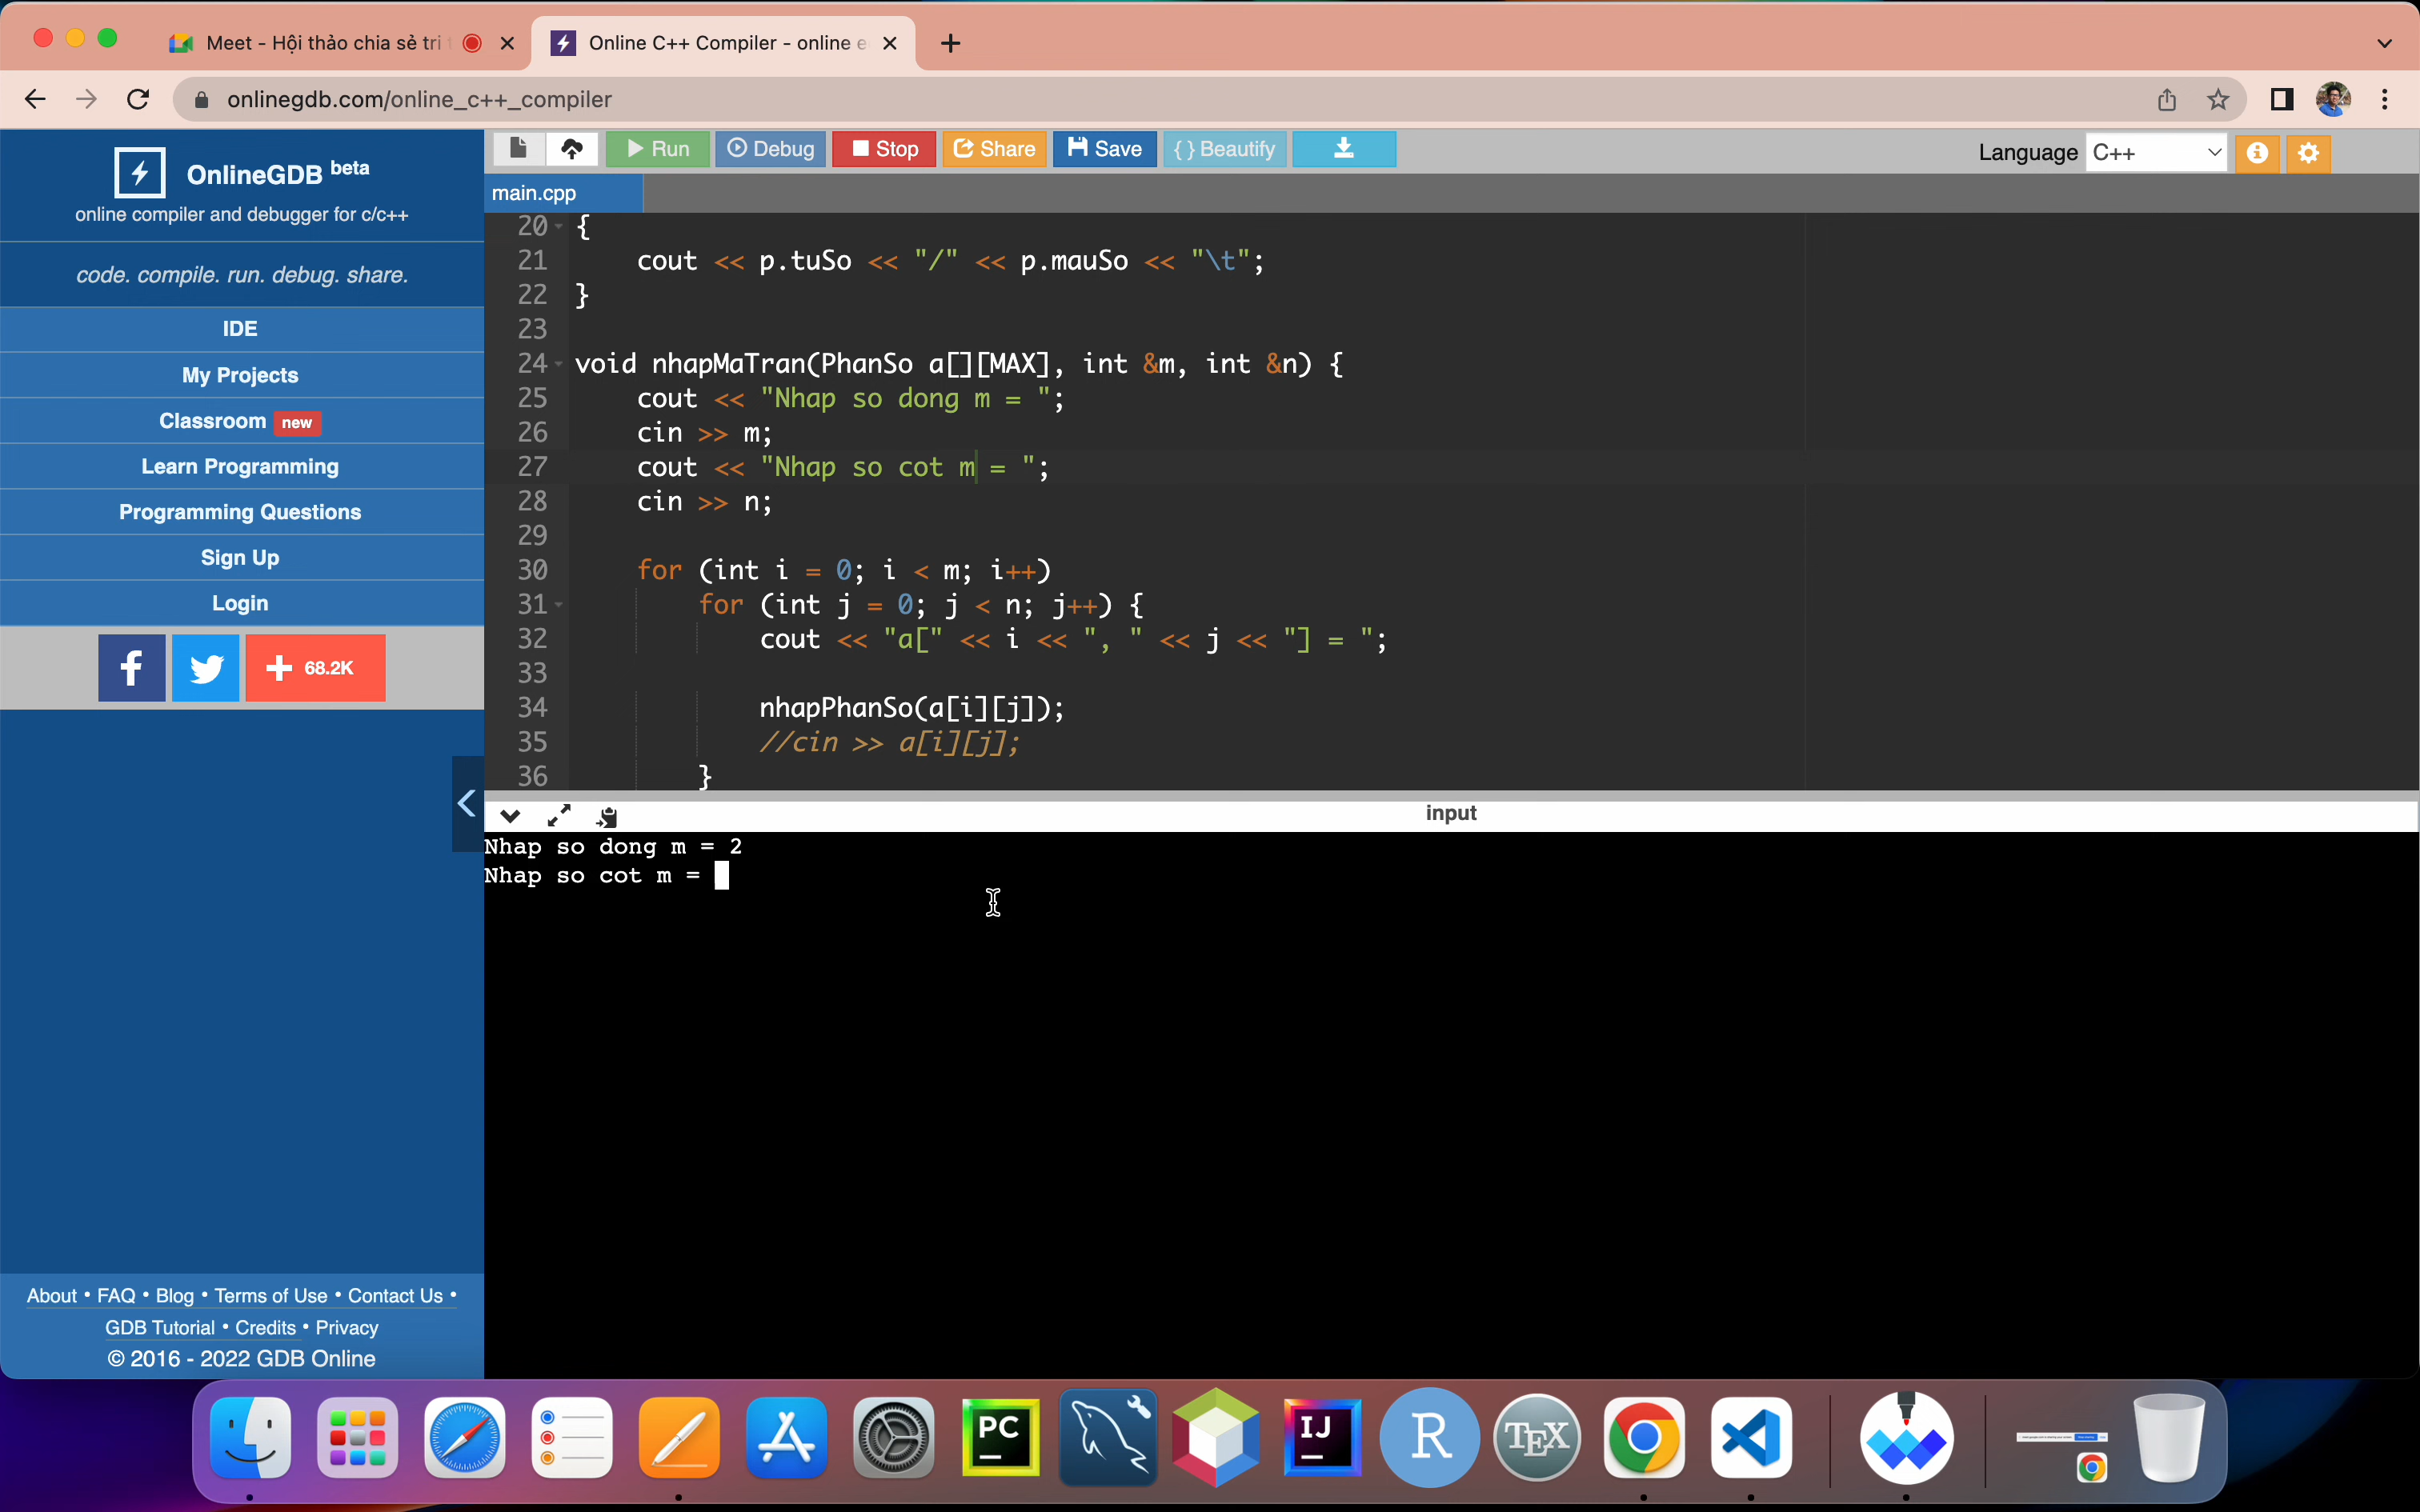 Meet - Hội thảo chia sẻ tri
Online C++ Compiler - online e
onlinegdb.com/online_c++_compiler
OnlineGDB beta
online compiler and debugger for c/c++
code. compile. run. debug. share.
IDE
My Projects
Classroom new
Learn Programming
Programming Questions
Sign Up
Login
f
+ 68.2K
About • FAQ • Blog • Terms of Use • Contact Us •
GDB Tutorial • Credits • Privacy
© 2016 - 2022 GDB Online
Run Debug Stop Share Save { } Beautify
Language C++
main.cpp
20 {
21 cout << p.tuSo << "/" << p.mauSo << "\t";
22 }
23
24 void nhapMaTran(PhanSo a[][MAX], int &m, int &n) {
25 cout << "Nhap so dong m = ";
26 cin >> m;
27 cout << "Nhap so cot m = ";
28 cin >> n;
29
30 for (int i = 0; i < m; i++)
31 for (int j = 0; j < n; j++) {
32 cout << "a[" << i << ", " << j << "] = ";
33
34 nhapPhanSo(a[i][j]);
35 //cin >> a[i][j];
36 }
input
Nhap so dong m = 2
Nhap so cot m =
PC
IJ
R
TEX